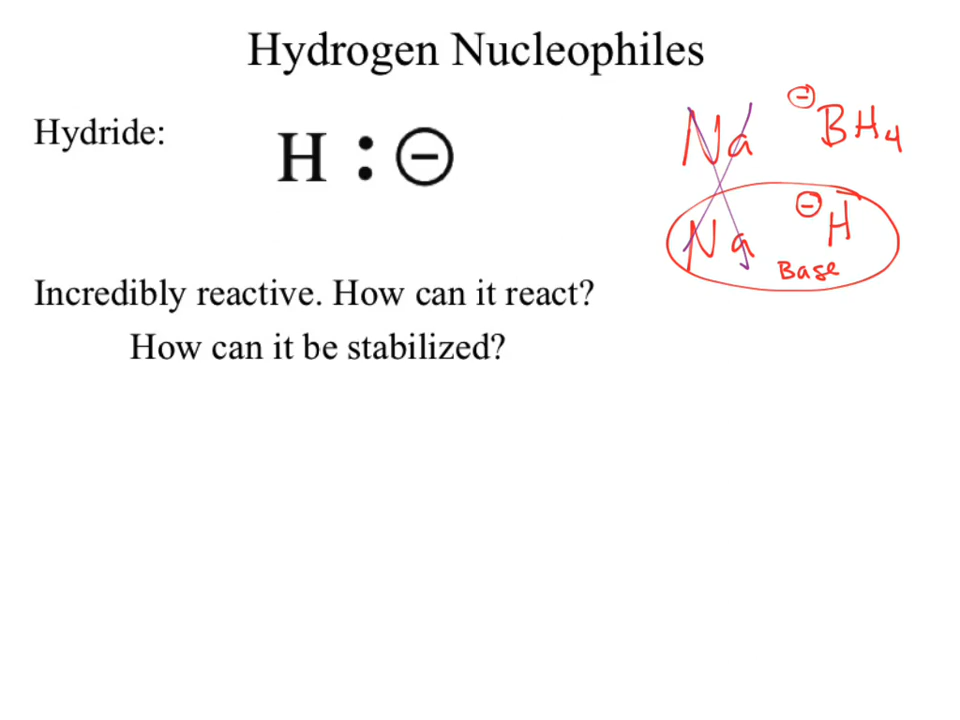 Hydrogen Nucleophiles
Hydride:
H : ⊖
Na ⊖BH4
Na ⊖H
Base
Incredibly reactive. How can it react?
How can it be stabilized?